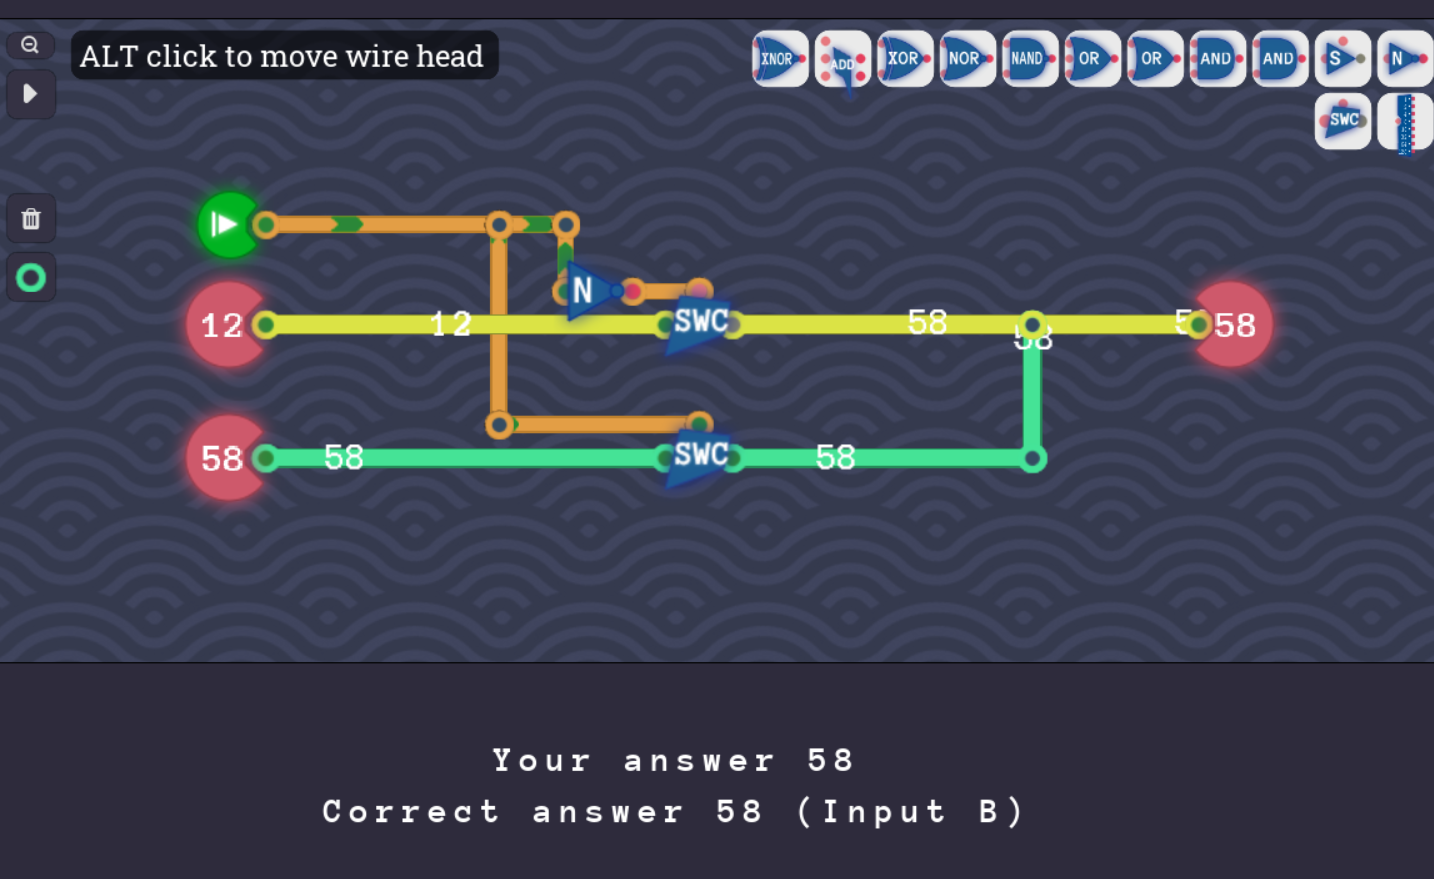 ALT click to move wire head
XNOR ADD XOR NOR NAND OR OR AND AND S N
SWC
N
12 12 SWC 58 58 58
58 58 SWC 58
Your answer 58
Correct answer 58 (Input B)